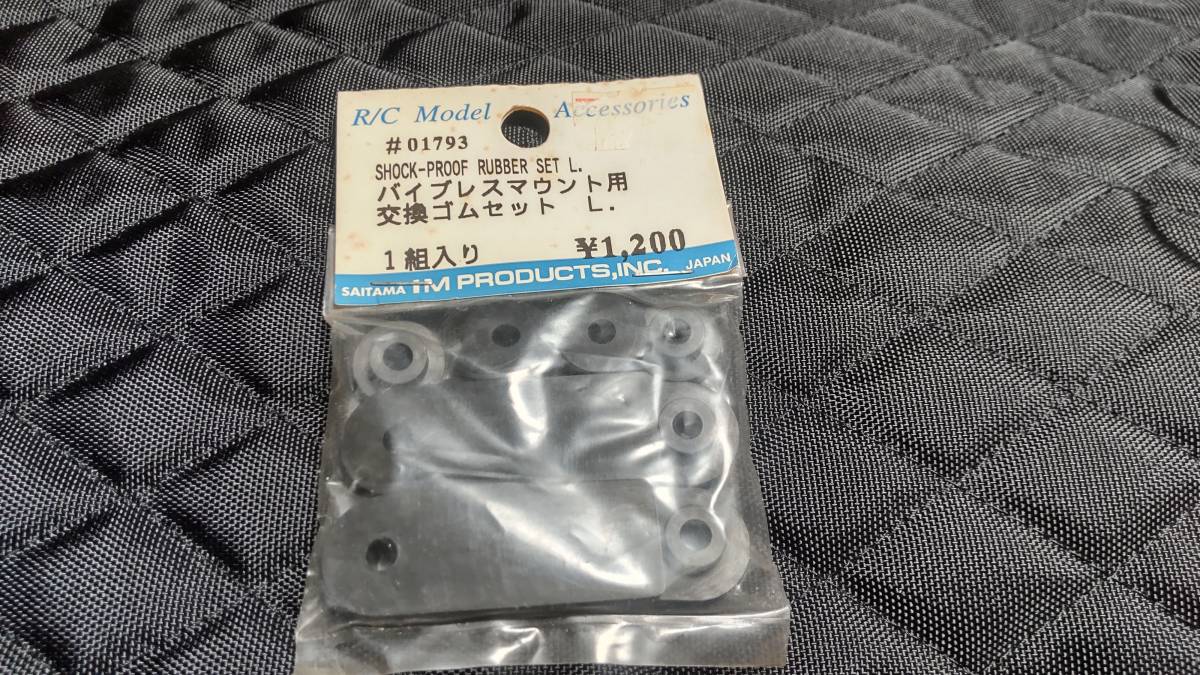 R/C Model Accessories
#01793
SHOCK-PROOF RUBBER SET L.
バイブレスマウント用
交換ゴムセット L.
1組入り ¥1,200
SAITAMA IM PRODUCTS,INC. JAPAN